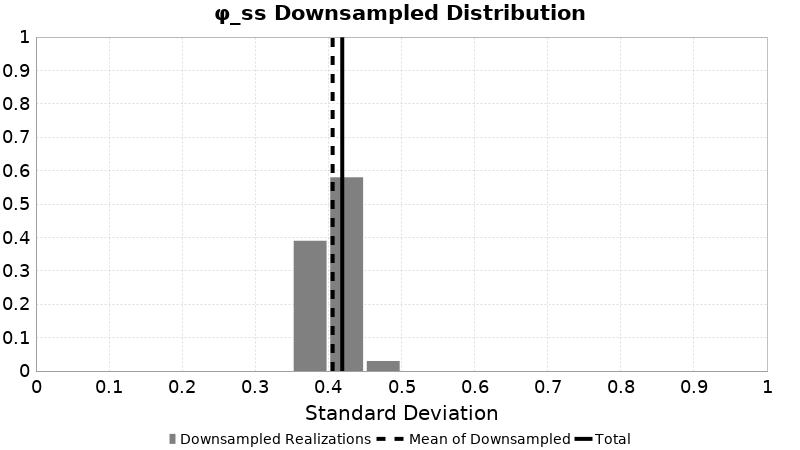 φ_ss Downsampled Distribution
1
0.9
0.8
0.7
0.6
0.5
0.4
0.3
0.2
0.1
0
0 0.1 0.2 0.3 0.4 0.5 0.6 0.7 0.8 0.9 1
Standard Deviation
Downsampled Realizations Mean of Downsampled Total